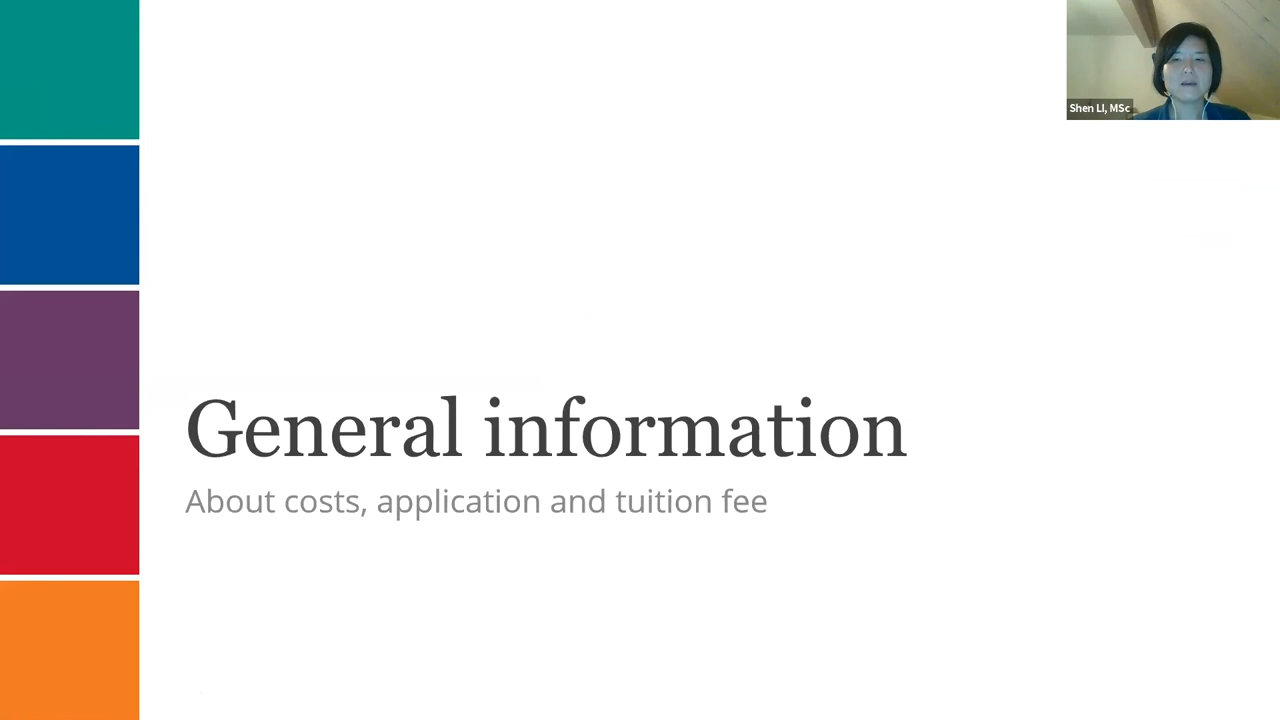 Shen LI, MSc
General information
About costs, application and tuition fee